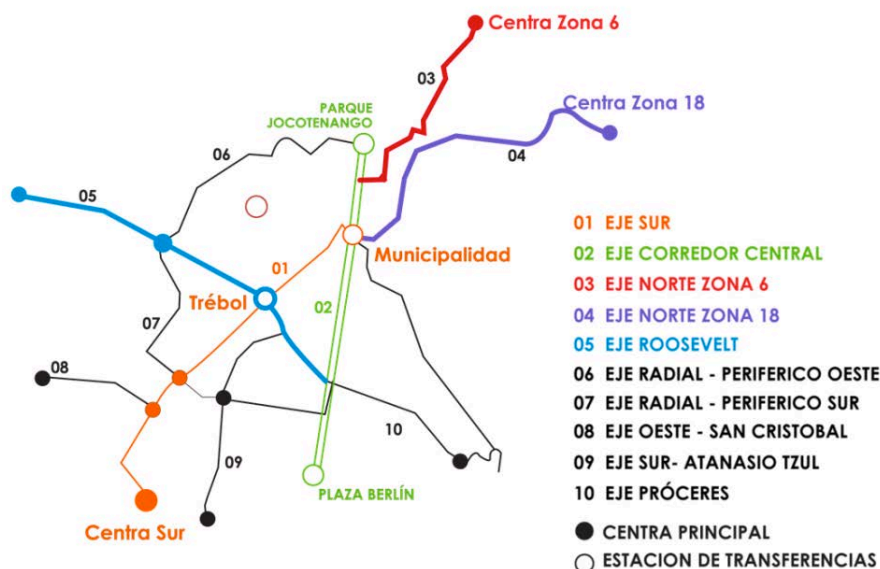 Centra Zona 6
03
Centra Zona 18
PARQUE
JOCOTENANGO
06
04
05
Municipalidad
01
Trébol
02
07
08
10
09
PLAZA BERLÍN
Centra Sur
01 EJE SUR
02 EJE CORREDOR CENTRAL
03 EJE NORTE ZONA 6
04 EJE NORTE ZONA 18
05 EJE ROOSEVELT
06 EJE RADIAL - PERIFERICO OESTE
07 EJE RADIAL - PERIFERICO SUR
08 EJE OESTE - SAN CRISTOBAL
09 EJE SUR- ATANASIO TZUL
10 EJE PRÓCERES
CENTRA PRINCIPAL
ESTACION DE TRANSFERENCIAS